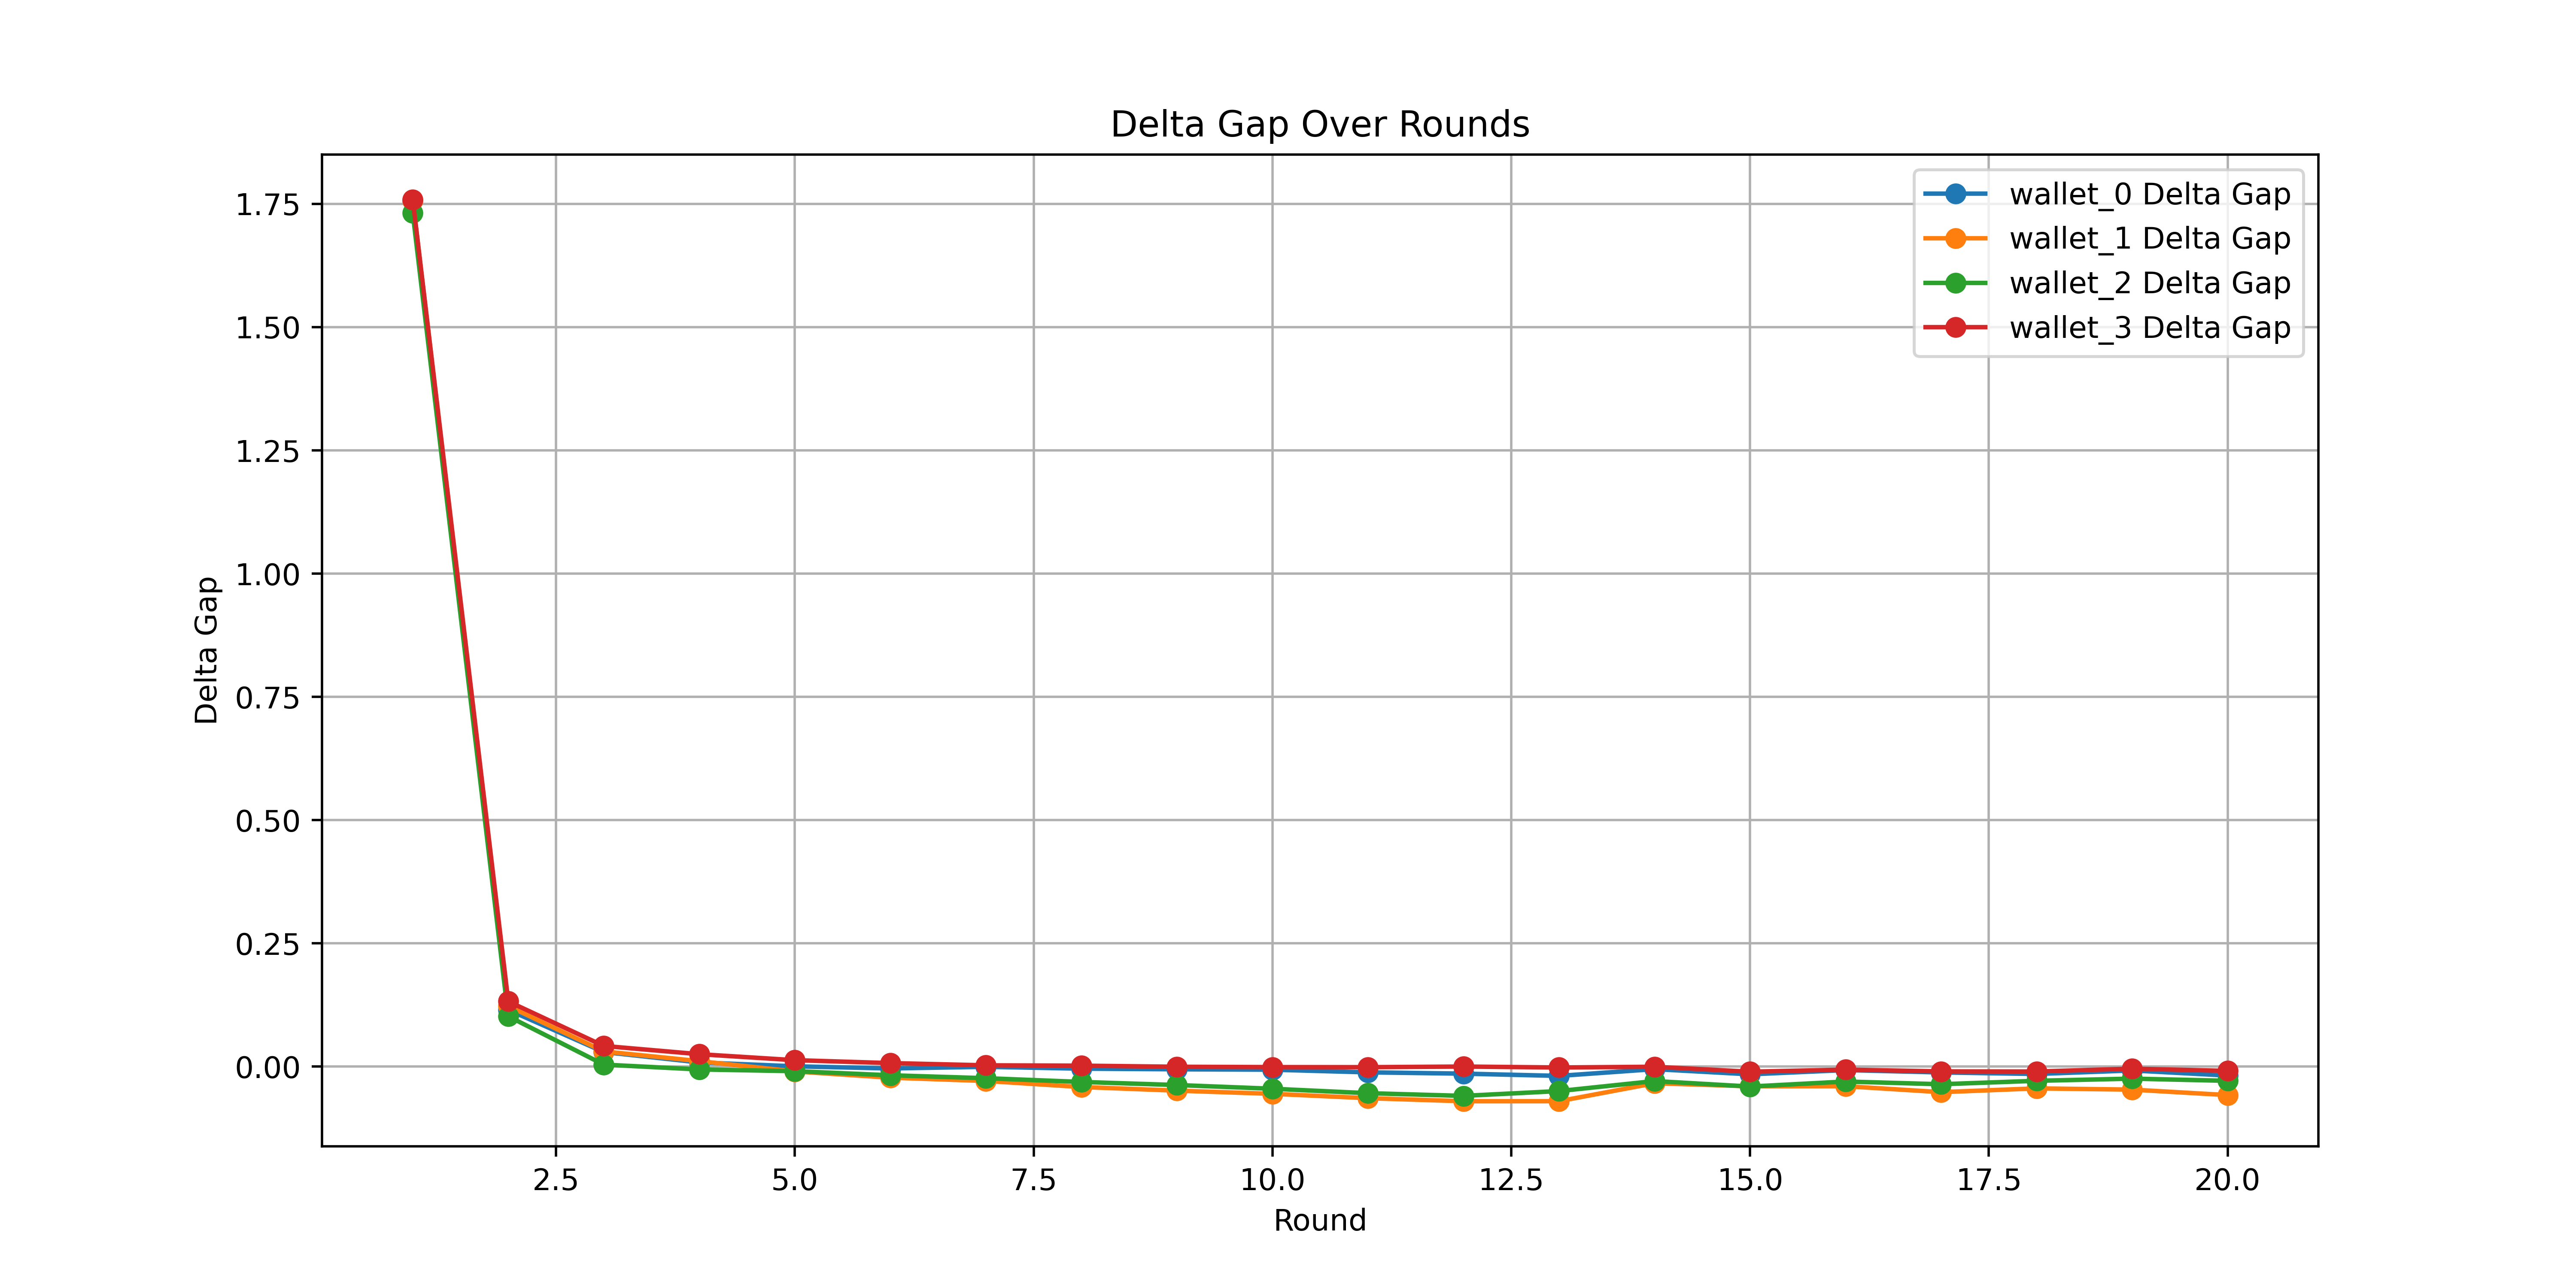 Delta Gap Over Rounds
wallet_0 Delta Gap
wallet_1 Delta Gap
wallet_2 Delta Gap
wallet_3 Delta Gap
Delta Gap
1.75
1.50
1.25
1.00
0.75
0.50
0.25
0.00
2.5 5.0 7.5 10.0 12.5 15.0 17.5 20.0
Round